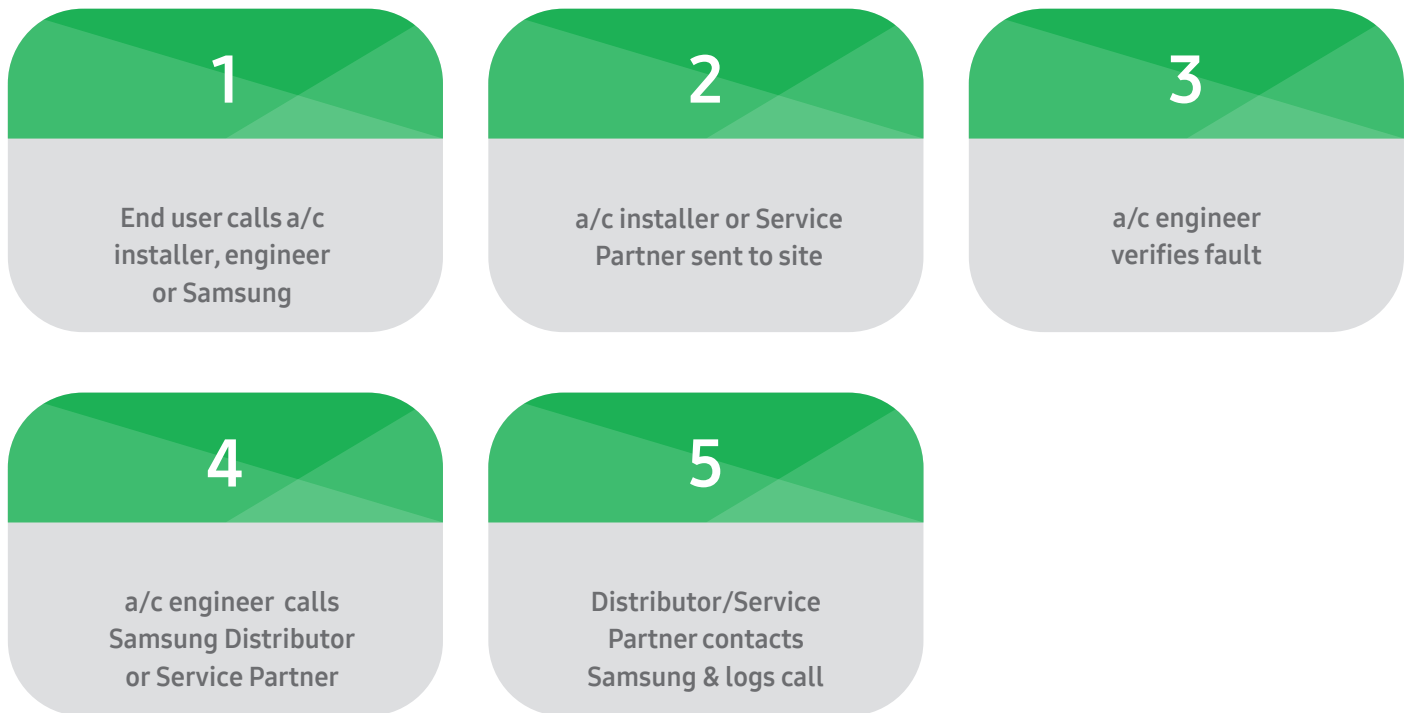 1
End user calls a/c
installer, engineer
or Samsung
2
a/c installer or Service
Partner sent to site
3
a/c engineer
verifies fault
4
a/c engineer calls
Samsung Distributor
or Service Partner
5
Distributor/Service
Partner contacts
Samsung & logs call